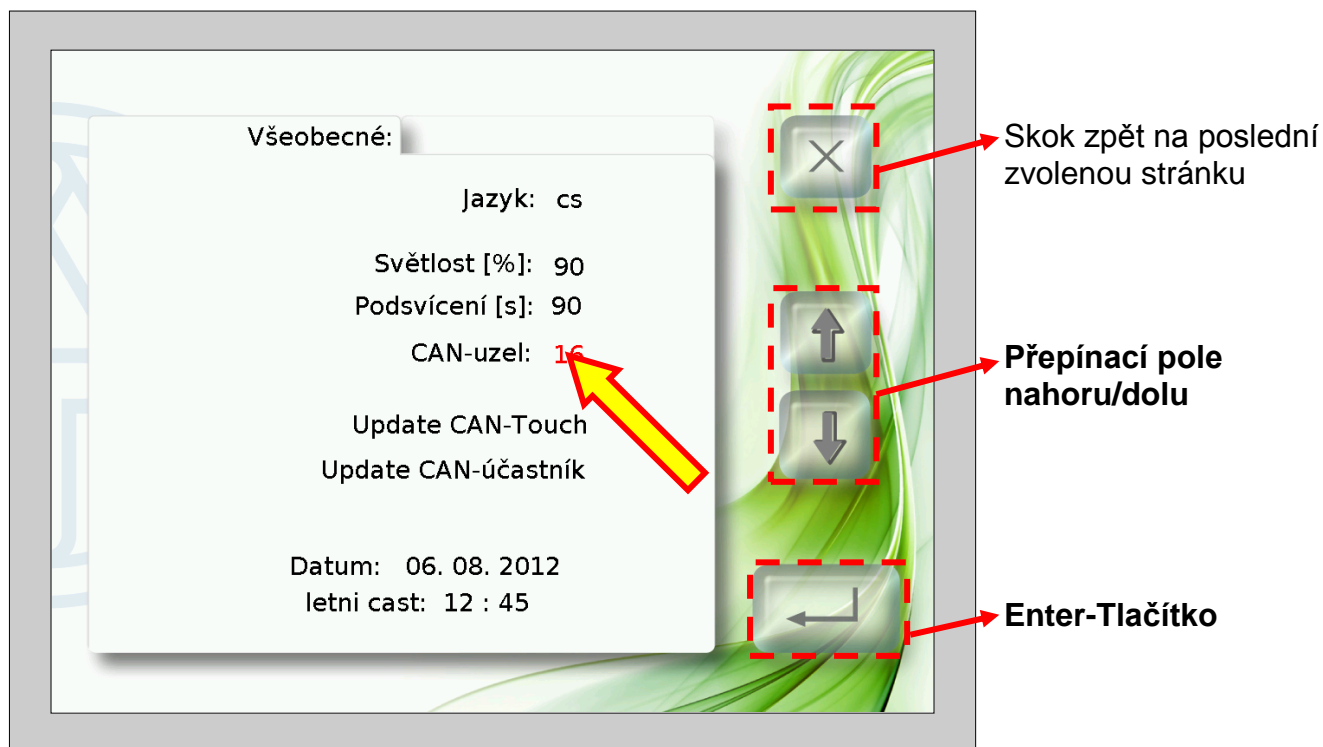 Všeobecné:
Jazyk: cs
Světlost [%]: 90
Podsvícení [s]: 90
CAN-uzel: 16
Update CAN-Touch
Update CAN-účastník
Datum: 06. 08. 2012
letni cast: 12 : 45
Skok zpět na poslední
zvolenou stránku
Přepínací pole
nahoru/dolu
Enter-Tlačítko